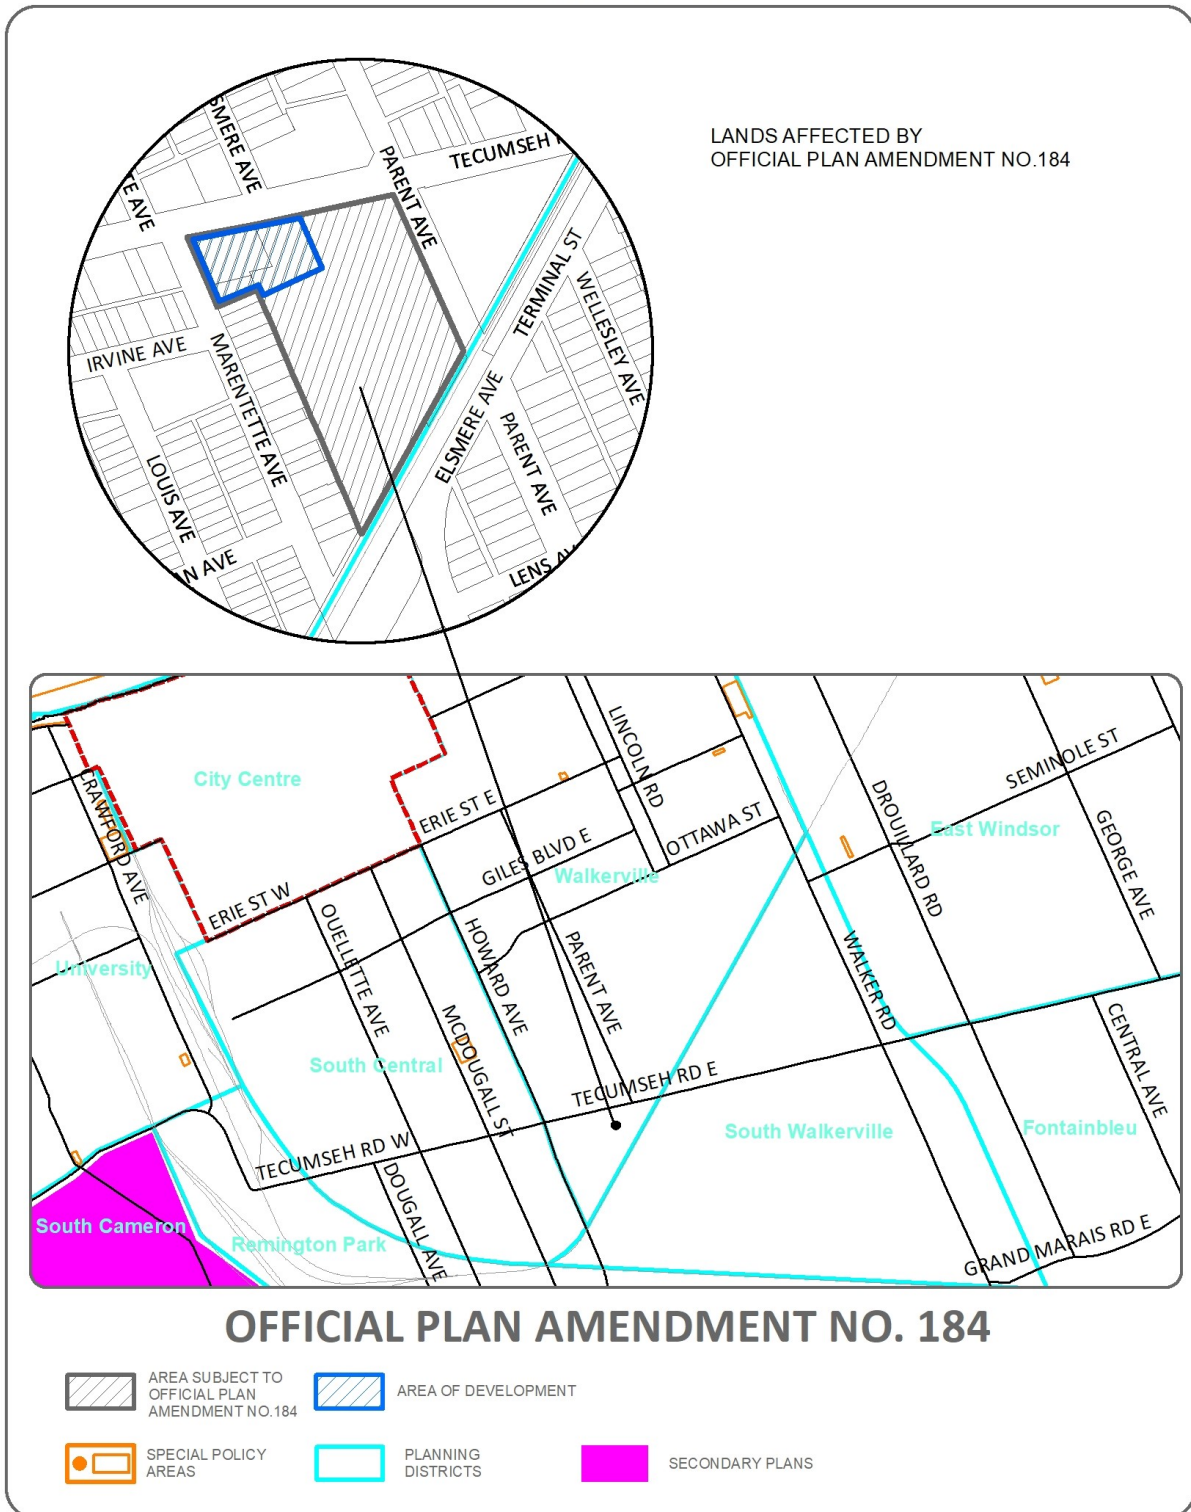 LANDS AFFECTED BY
OFFICIAL PLAN AMENDMENT NO.184
SMERE AVE
TE AVE
PARENT AVE
TECUMSEH
TERMINAL ST
WELLESLEY AVE
IRVINE AVE
MARENTETTE AVE
ELSMERE AVE
PARENT AVE
LOUIS AVE
N AVE
LENS AV
City Centre
CRAWFORD AVE
LINCOLN RD
SEMINOLE ST
ERIE ST E
DROUILLARD RD
GEORGE AVE
East Windsor
OTTAWA ST
GILES BLVD E
Walkerville
ERIE ST W
OUELLETTE AVE
HOWARD AVE
PARENT AVE
WALKER RD
University
MCDOUGALL ST
CENTRAL AVE
South Central
TECUMSEH RD E
South Walkerville
Fontainbleu
TECUMSEH RD W
DOUGALL AVE
South Cameron
Remington Park
GRAND MARAIS RD E
OFFICIAL PLAN AMENDMENT NO. 184
AREA SUBJECT TO
OFFICIAL PLAN
AMENDMENT NO.184
AREA OF DEVELOPMENT
SPECIAL POLICY
AREAS
PLANNING
DISTRICTS
SECONDARY PLANS